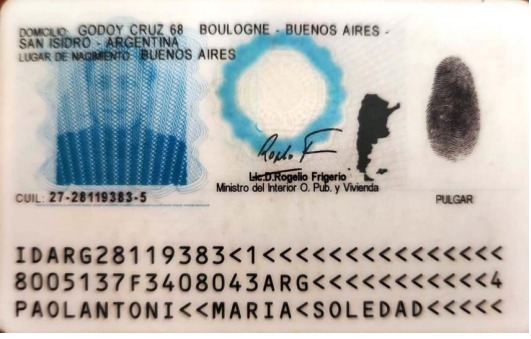 DOMICILIO: GODOY CRUZ 68 BOULOGNE - BUENOS AIRES -
SAN ISIDRO - ARGENTINA
LUGAR DE NACIMIENTO: BUENOS AIRES
Lic.D.Rogelio Frigerio
Ministro del Interior O. Pub. y Vivienda
CUIL: 27-28119383-5
PULGAR
IDARG28119383<1<<<<<<<<<<<<<<<
8005137F3408043ARG<<<<<<<<<<<4
PAOLANTONI<<MARIA<SOLEDAD<<<<<